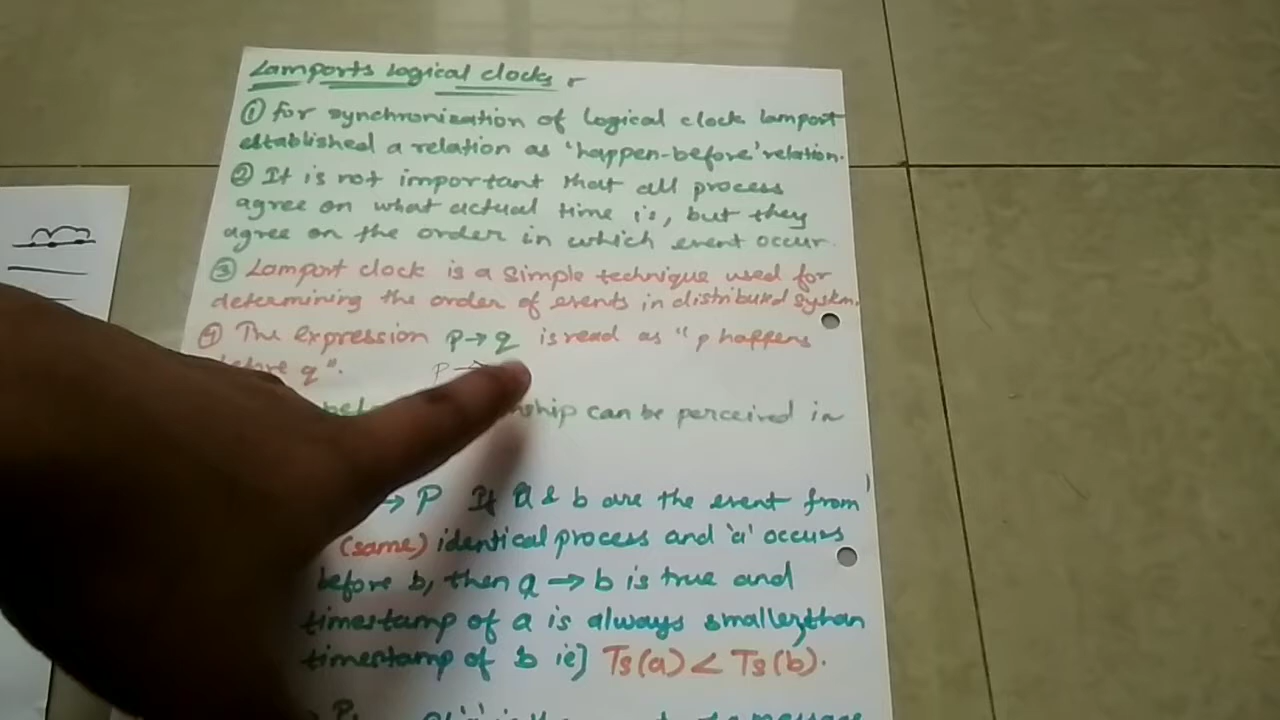 Lamports Logical clocks
① for synchronization of Logical clock lamport
established a relation as 'happen-before' relation.
② It is not important that all process
agree on what actual time is, but they
agree on the order in which event occur.
③ Lamport clock is a simple technique used for
determining the order of events in distributed system.
④ The expression P→q is read as "p happens
before q".
P →
can be perceived in
→ P If a & b are the event from
(same) identical process and 'a' occurs
before b, then a → b is true and
timestamp of a is always smaller than
timestamp of b ie] Ts(a) < Ts(b).
message